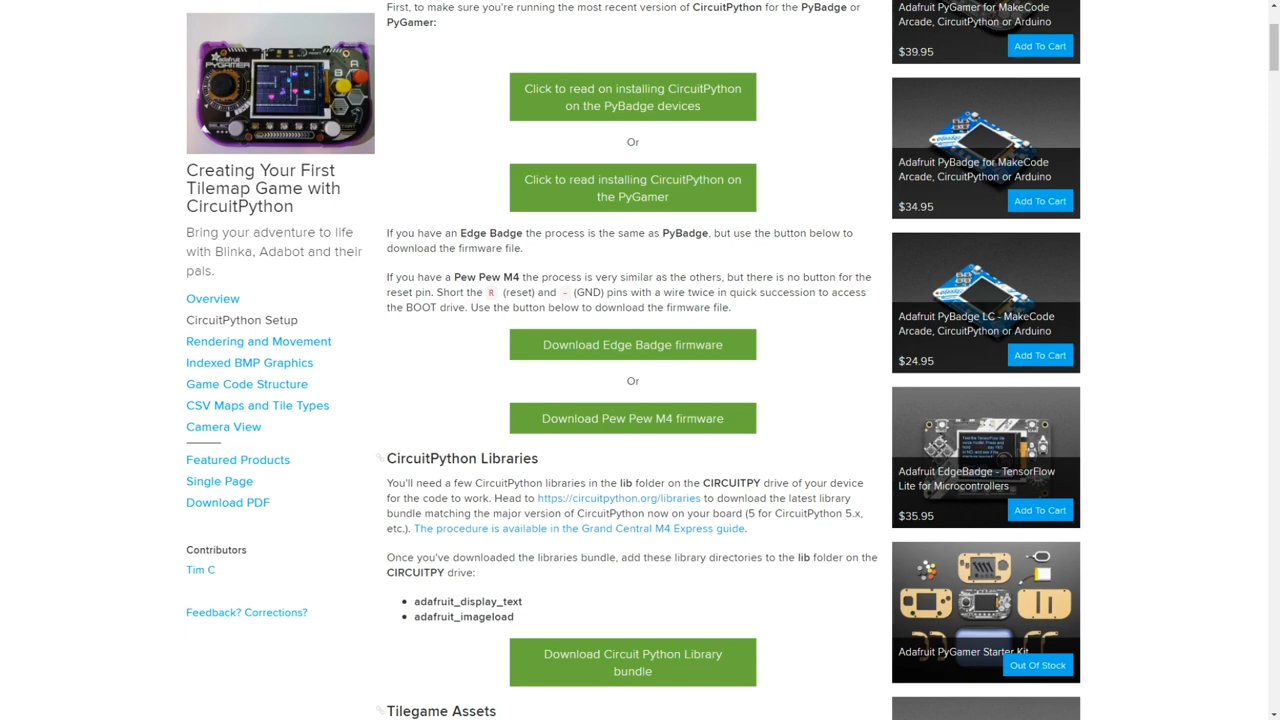 Creating Your First
Tilemap Game with
CircuitPython
Bring your adventure to life
with Blinka, Adabot and their
pals.
Overview
CircuitPython Setup
Rendering and Movement
Indexed BMP Graphics
Game Code Structure
CSV Maps and Tile Types
Camera View
Featured Products
Single Page
Download PDF
Contributors
Tim C
Feedback? Corrections?
First, to make sure you're running the most recent version of CircuitPython for the PyBadge or
PyGamer:
Click to read on installing CircuitPython
on the PyBadge devices
Or
Click to read installing CircuitPython on
the PyGamer
If you have an Edge Badge the process is the same as PyBadge, but use the button below to
download the firmware file.
If you have a Pew Pew M4 the process is very similar as the others, but there is no button for the
reset pin. Short the R (reset) and - (GND) pins with a wire twice in quick succession to access
the BOOT drive. Use the button below to download the firmware file.
Download Edge Badge firmware
Or
Download Pew Pew M4 firmware
CircuitPython Libraries
You'll need a few CircuitPython libraries in the lib folder on the CIRCUITPY drive of your device
for the code to work. Head to https://circuitpython.org/libraries to download the latest library
bundle matching the major version of CircuitPython now on your board (5 for CircuitPython 5.x,
etc.). The procedure is available in the Grand Central M4 Express guide.
Once you've downloaded the libraries bundle, add these library directories to the lib folder on the
CIRCUITPY drive:
• adafruit_display_text
• adafruit_imageload
Download Circuit Python Library
bundle
Tilegame Assets
Adafruit PyGamer for MakeCode
Arcade, CircuitPython or Arduino
$39.95
Add To Cart
Adafruit PyBadge for MakeCode
Arcade, CircuitPython or Arduino
$34.95
Add To Cart
Adafruit PyBadge LC - MakeCode
Arcade, CircuitPython or Arduino
$24.95
Add To Cart
Adafruit EdgeBadge - TensorFlow
Lite for Microcontrollers
$35.95
Add To Cart
Adafruit PyGamer Starter Kit
Out Of Stock